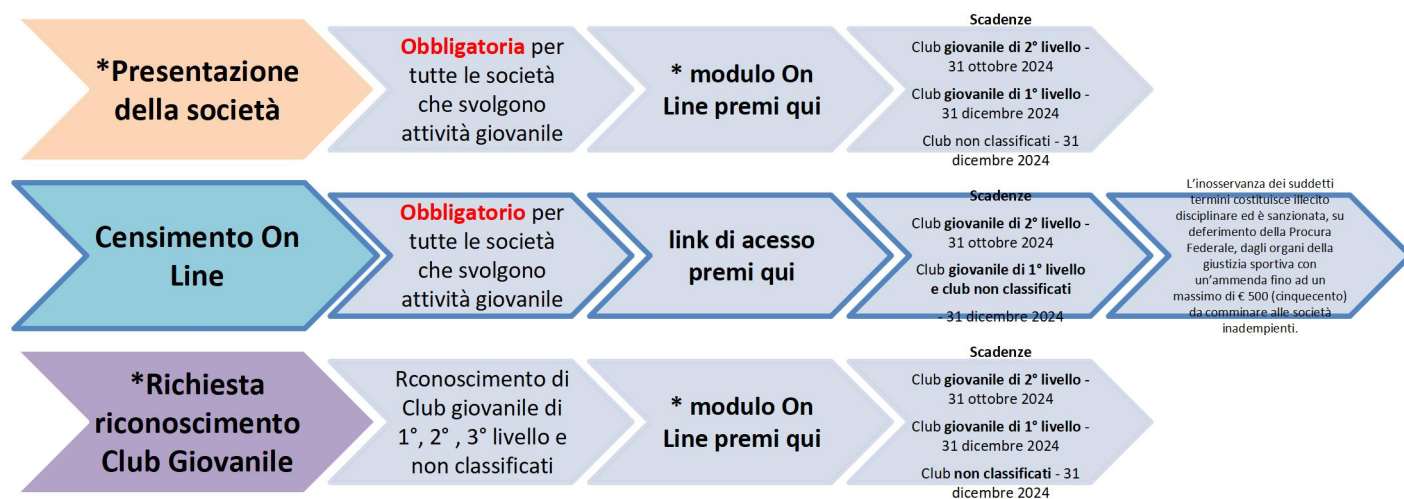 *Presentazione
della società
Obbligatoria per
tutte le società
che svolgono
attività giovanile
* modulo On
Line premi qui
Scadenze
Club giovanile di 2° livello -
31 ottobre 2024
Club giovanile di 1° livello -
31 dicembre 2024
Club non classificati - 31
dicembre 2024
Censimento On
Line
Obbligatorio per
tutte le società
che svolgono
attività giovanile
link di acesso
premi qui
Scadenze
Club giovanile di 2° livello -
31 ottobre 2024
Club giovanile di 1° livello
e club non classificati
- 31 dicembre 2024
L’inosservanza dei suddetti
termini costituisce illecito
disciplinare ed è sanzionata, su
deferimento della Procura
Federale, dagli organi della
giustizia sportiva con
un’ammenda fino ad un
massimo di € 500 (cinquecento)
da comminare alle società
inadempienti.
*Richiesta
riconoscimento
Club Giovanile
Rconoscimento di
Club giovanile di
1°, 2° , 3° livello e
non classificati
* modulo On
Line premi qui
Scadenze
Club giovanile di 2° livello -
31 ottobre 2024
Club giovanile di 1° livello -
31 dicembre 2024
Club non classificati - 31
dicembre 2024